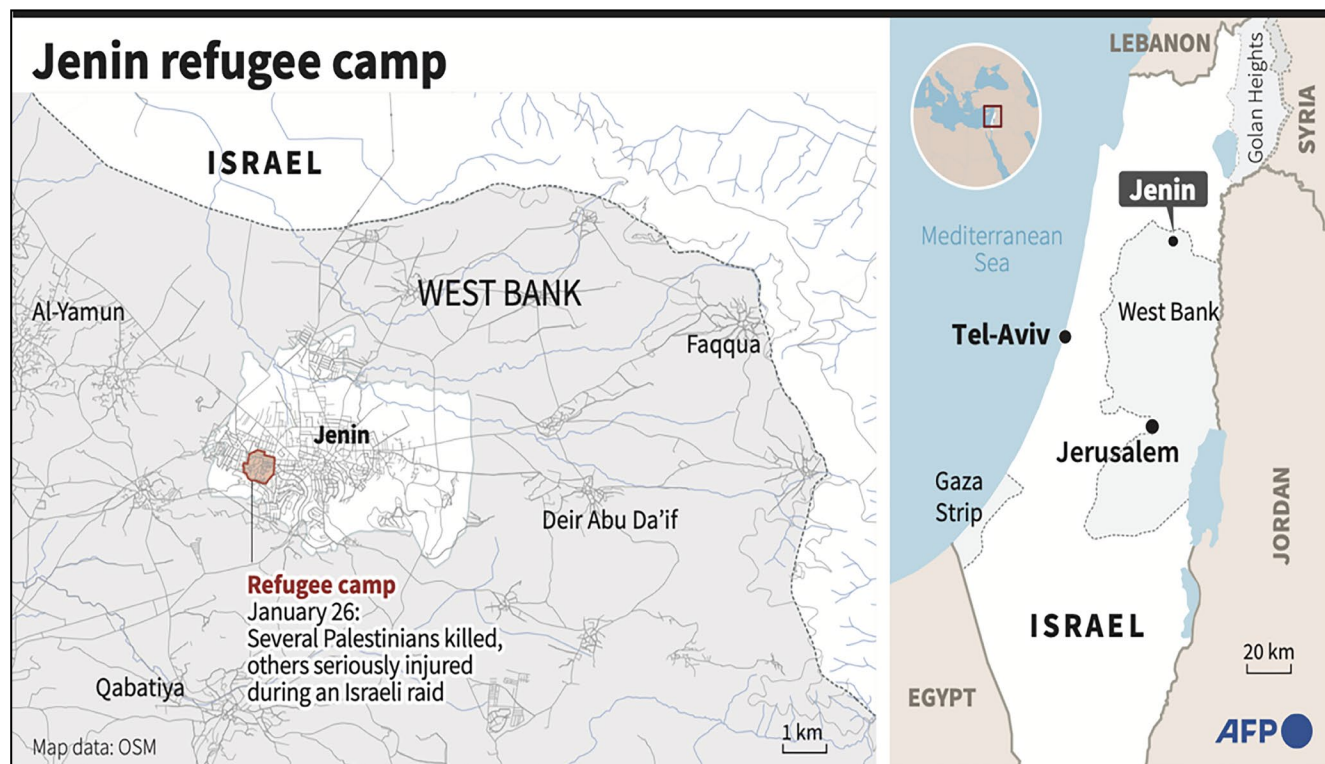 Jenin refugee camp
ISRAEL
WEST BANK
Al-Yamun
Faqqua
Jenin
Deir Abu Da'if
Refugee camp
January 26:
Several Palestinians killed,
others seriously injured
during an Israeli raid
Qabatiya
Map data: OSM
1 km
LEBANON
Golan Heights
SYRIA
Jenin
Mediterranean
Sea
West Bank
Tel-Aviv
Jerusalem
Gaza
Strip
JORDAN
ISRAEL
20 km
EGYPT
AFP